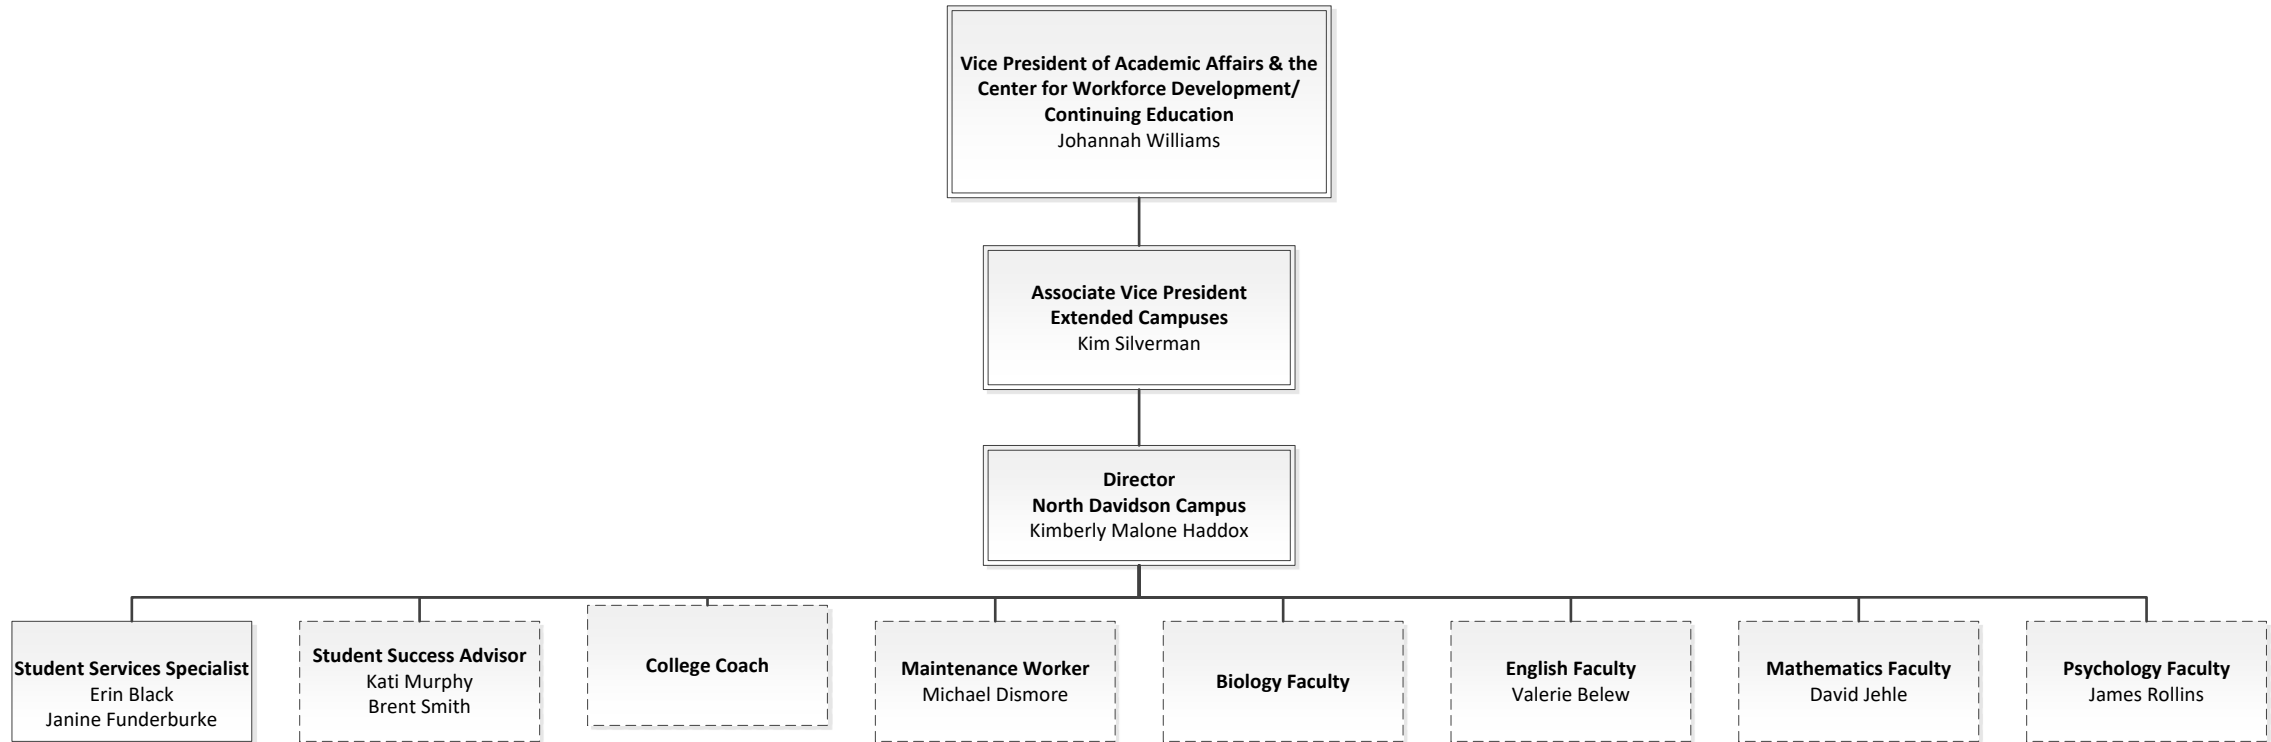 Vice President of Academic Affairs & the
Center for Workforce Development/
Continuing Education
Johannah Williams
Associate Vice President
Extended Campuses
Kim Silverman
Director
North Davidson Campus
Kimberly Malone Haddox
Student Services Specialist
Erin Black
Janine Funderburke
Student Success Advisor
Kati Murphy
Brent Smith
College Coach
Maintenance Worker
Michael Dismore
Biology Faculty
English Faculty
Valerie Belew
Mathematics Faculty
David Jehle
Psychology Faculty
James Rollins